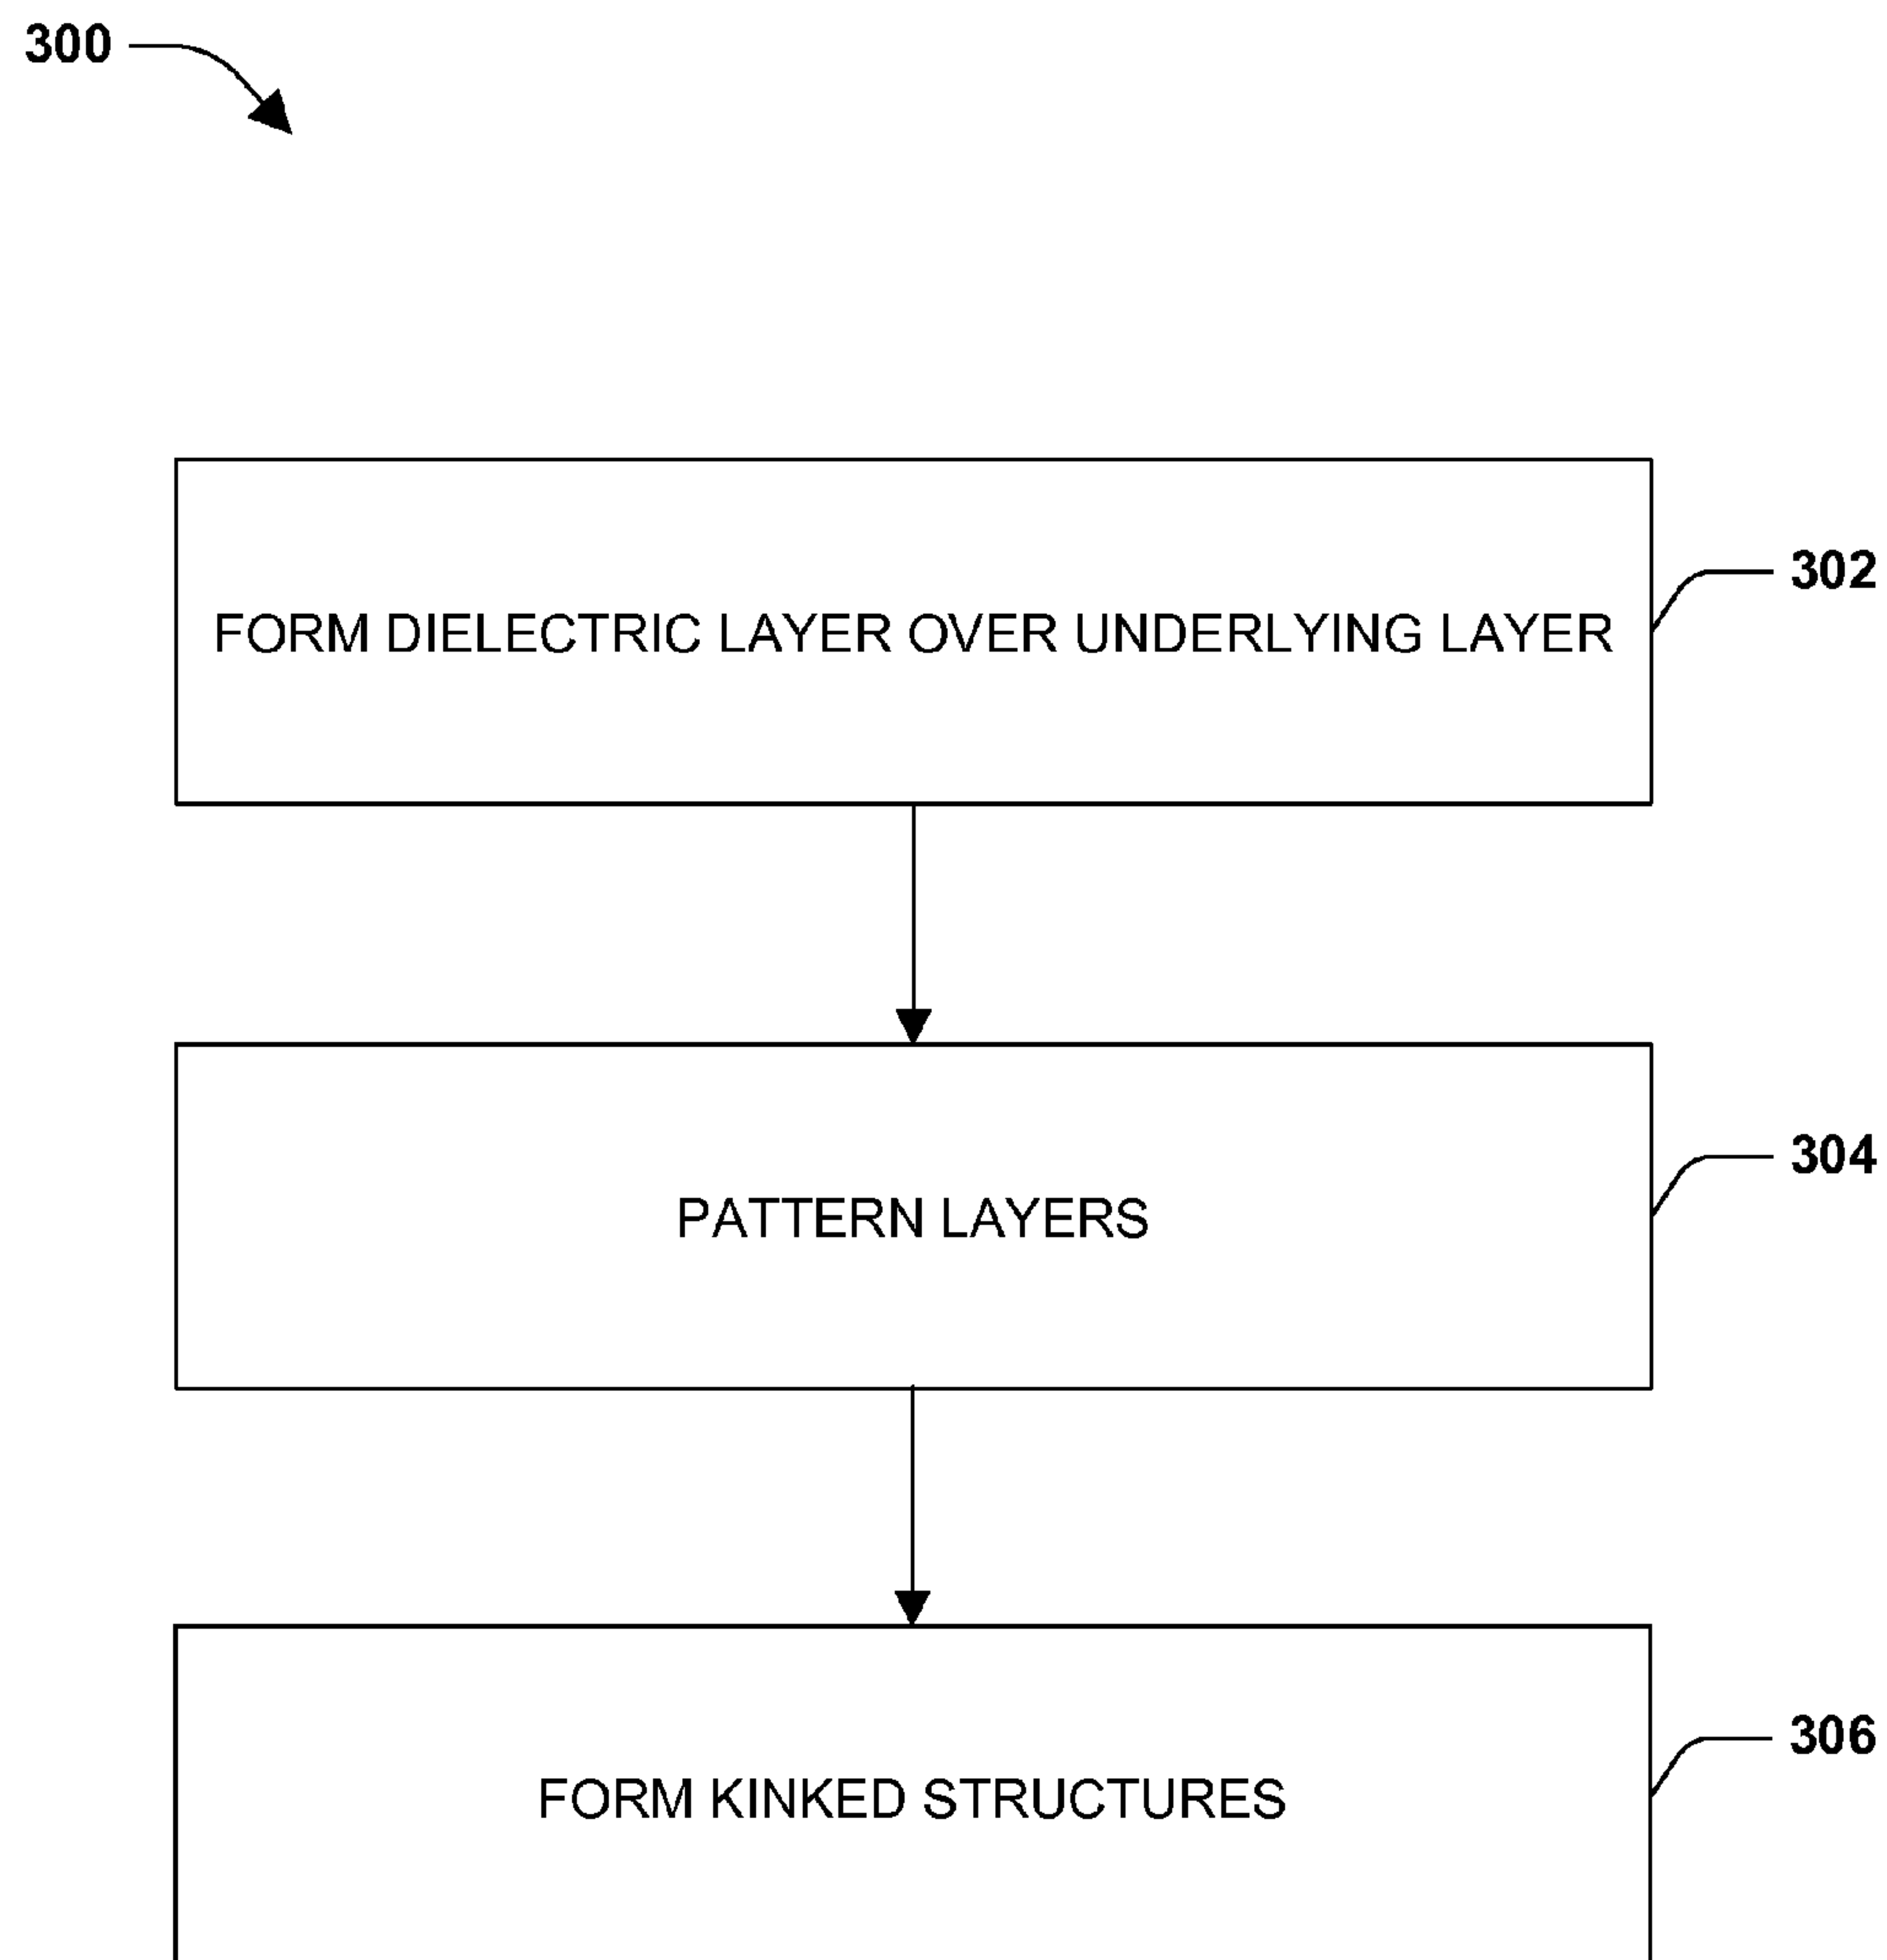 300
302
FORM DIELECTRIC LAYER OVER UNDERLYING LAYER
304
PATTERN LAYERS
306
FORM KINKED STRUCTURES